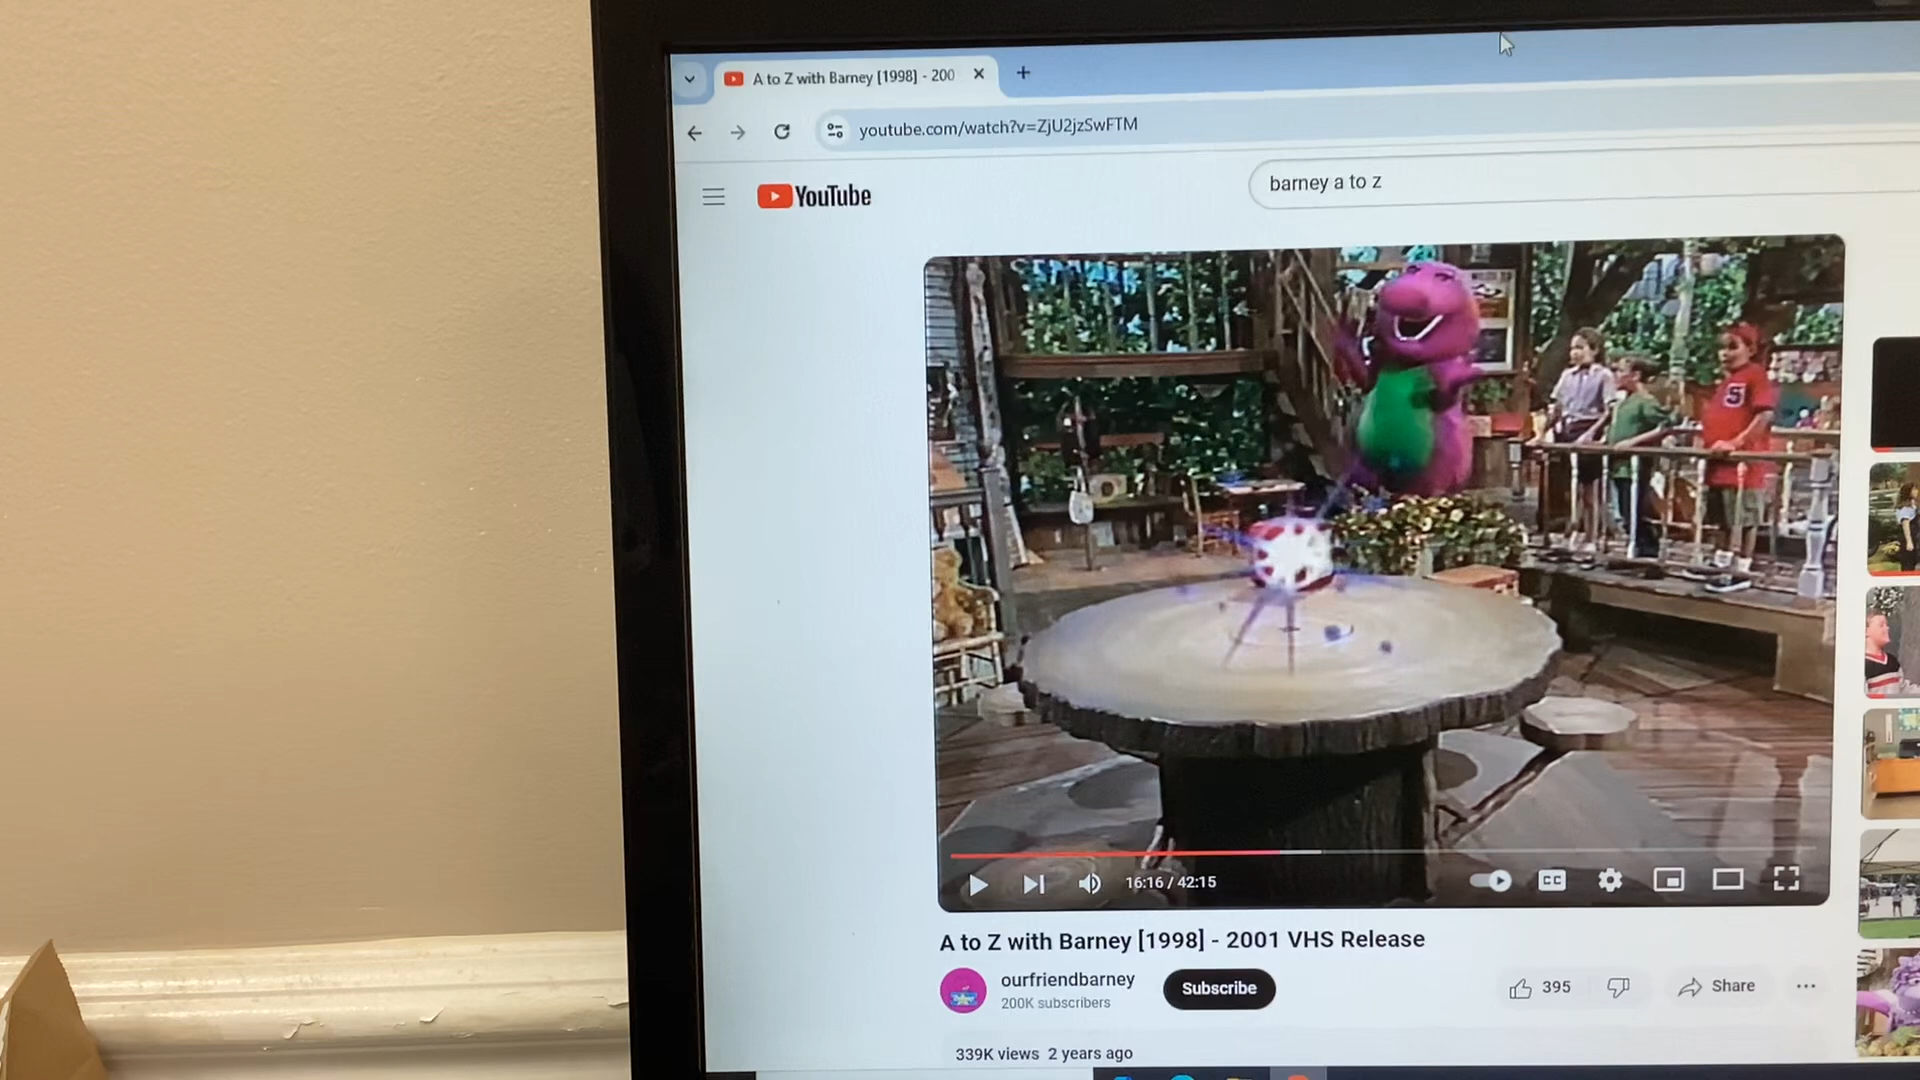 A to Z with Barney [1998] - 200
youtube.com/watch?v=ZjU2jzSwFTM
YouTube
barney a to z
S
CC
16:16 / 42:15
A to Z with Barney [1998] - 2001 VHS Release
ourfriendbarney
200K subscribers
Subscribe
395
Share
339K views 2 years ago